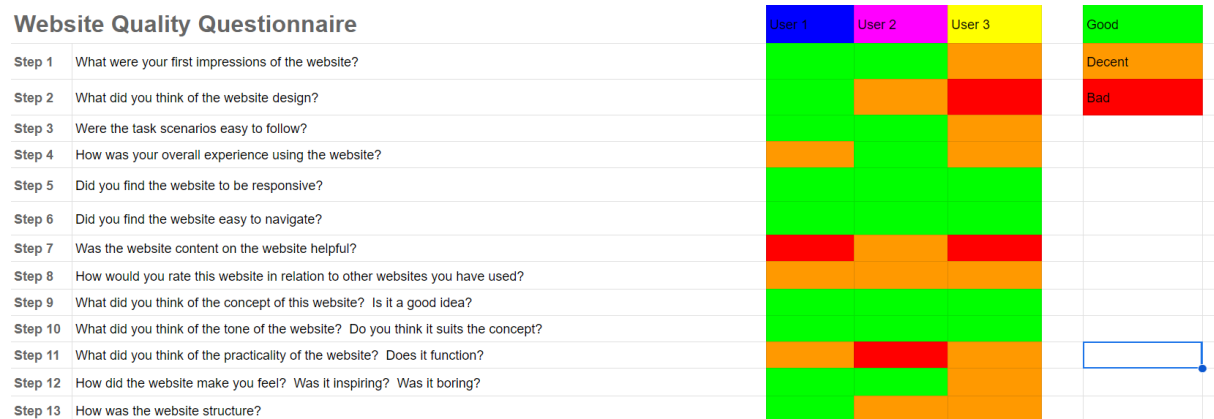 Website Quality Questionnaire User 1 User 2 User 3 Good
Step 1 What were your first impressions of the website? Decent
Step 2 What did you think of the website design? Bad
Step 3 Were the task scenarios easy to follow?
Step 4 How was your overall experience using the website?
Step 5 Did you find the website to be responsive?
Step 6 Did you find the website easy to navigate?
Step 7 Was the website content on the website helpful?
Step 8 How would you rate this website in relation to other websites you have used?
Step 9 What did you think of the concept of this website?  Is it a good idea?
Step 10 What did you think of the tone of the website?  Do you think it suits the concept?
Step 11 What did you think of the practicality of the website?  Does it function?
Step 12 How did the website make you feel?  Was it inspiring?  Was it boring?
Step 13 How was the website structure?